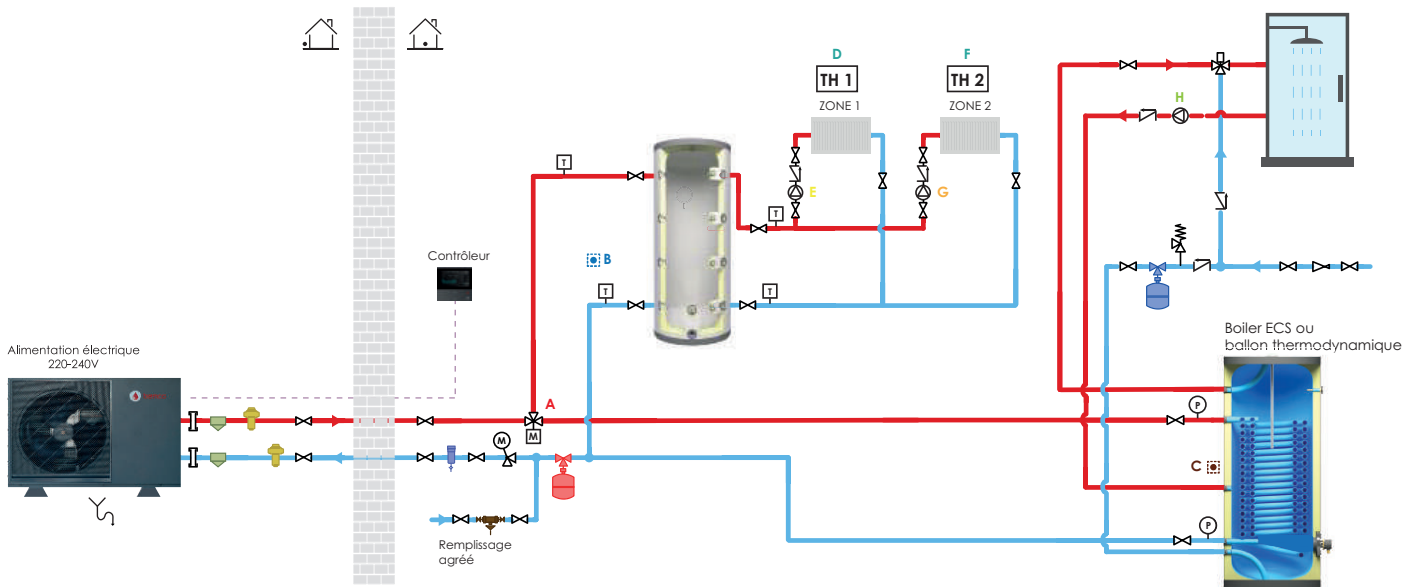 D
F
TH 1
TH 2
ZONE 1
ZONE 2
H
T
E
G
T
Contrôleur
B
T
T
Boiler ECS ou
ballon thermodynamique
Alimentation électrique
220-240V
A
P
M
M
C
P
Remplissage
agréé